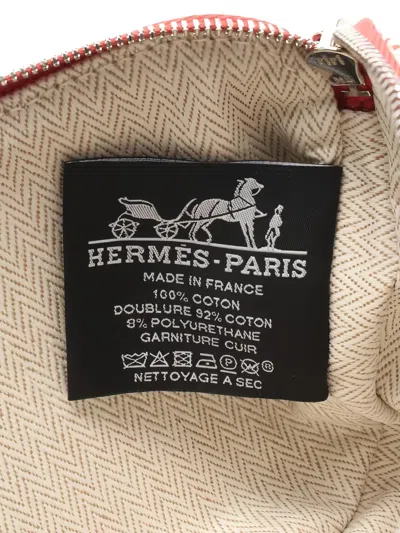 HERMES-PARIS
MADE IN FRANCE
100% COTON
DOUBLURE 92% COTON
8% POLYURETHANE
GARNITURE CUIR
P ®
NETTOYAGE A SEC